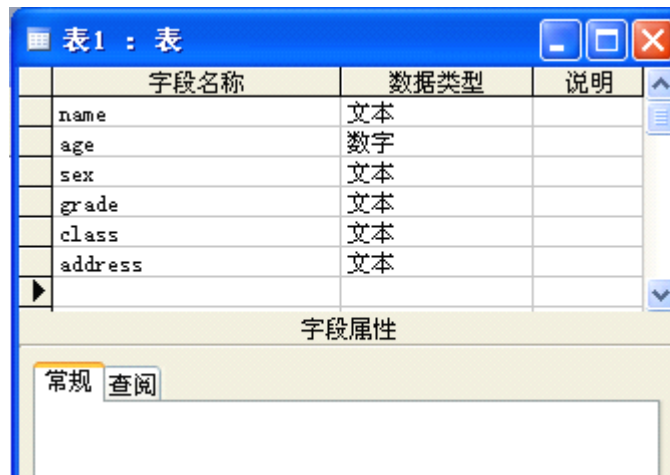 表1 : 表
字段名称 数据类型 说明
name 文本
age 数字
sex 文本
grade 文本
class 文本
address 文本
字段属性
常规 查阅